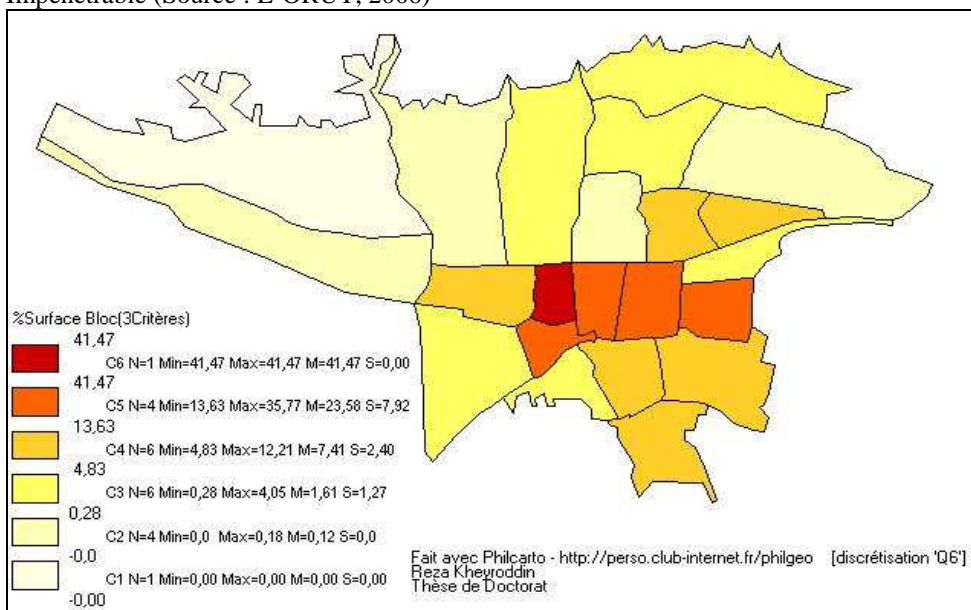 Impénétrable (Source : L'ORUT, 2008)
%Surface Bloc(3Critères)
41,47
C6 N=1 Min=41,47 Max=41,47 M=41,47 S=0,00
41,47
C5 N=4 Min=13,63 Max=35,77 M=23,58 S=7,92
13,63
C4 N=6 Min=4,83 Max=12,21 M=7,41 S=2,40
4,83
C3 N=6 Min=0,28 Max=4,05 M=1,61 S=1,27
0,28
C2 N=4 Min=0,0 Max=0,18 M=0,12 S=0,0
-0,0
C1 N=1 Min=0,00 Max=0,00 M=0,00 S=0,00
-0,00
Fait avec Philcarto - http://perso.club-internet.fr/philgeo [discrétisation 'Q6']
Reza Kheyroddin
Thèse de Doctorat